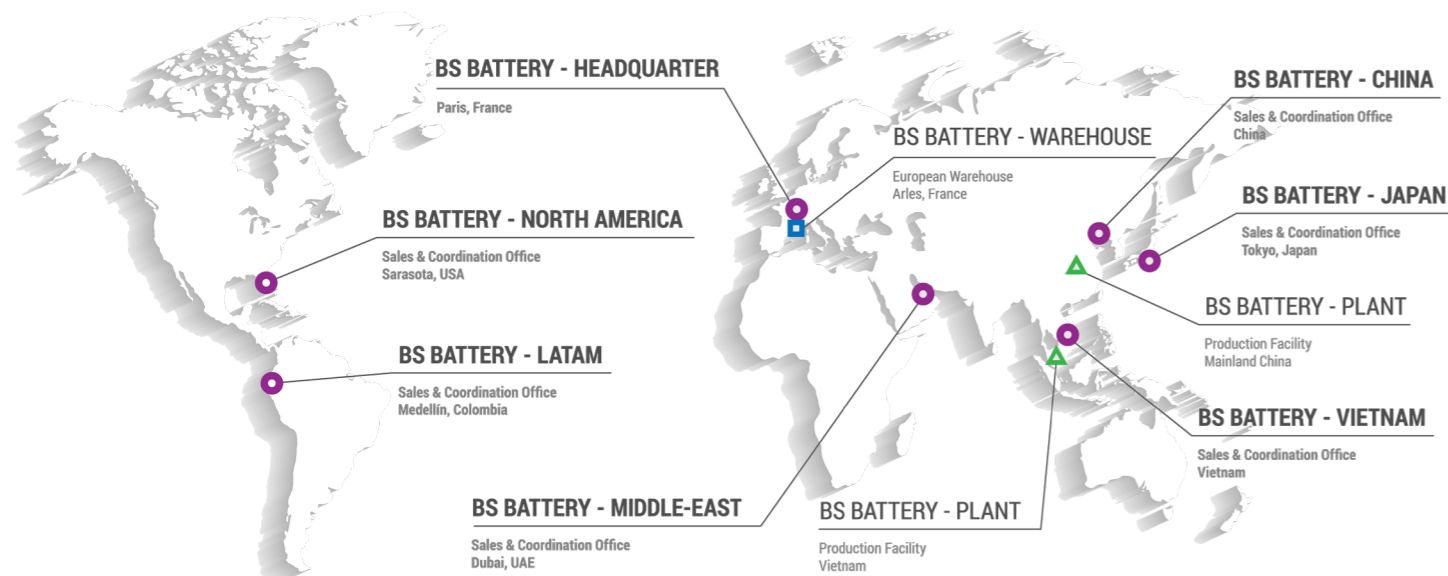 BS BATTERY - HEADQUARTER
Paris, France
BS BATTERY - CHINA
Sales & Coordination Office
China
BS BATTERY - WAREHOUSE
European Warehouse
Arles, France
BS BATTERY - JAPAN
Sales & Coordination Office
Tokyo, Japan
BS BATTERY - NORTH AMERICA
Sales & Coordination Office
Sarasota, USA
BS BATTERY - PLANT
Production Facility
Mainland China
BS BATTERY - LATAM
Sales & Coordination Office
Medellín, Colombia
BS BATTERY - VIETNAM
Sales & Coordination Office
Vietnam
BS BATTERY - MIDDLE-EAST
Sales & Coordination Office
Dubai, UAE
BS BATTERY - PLANT
Production Facility
Vietnam